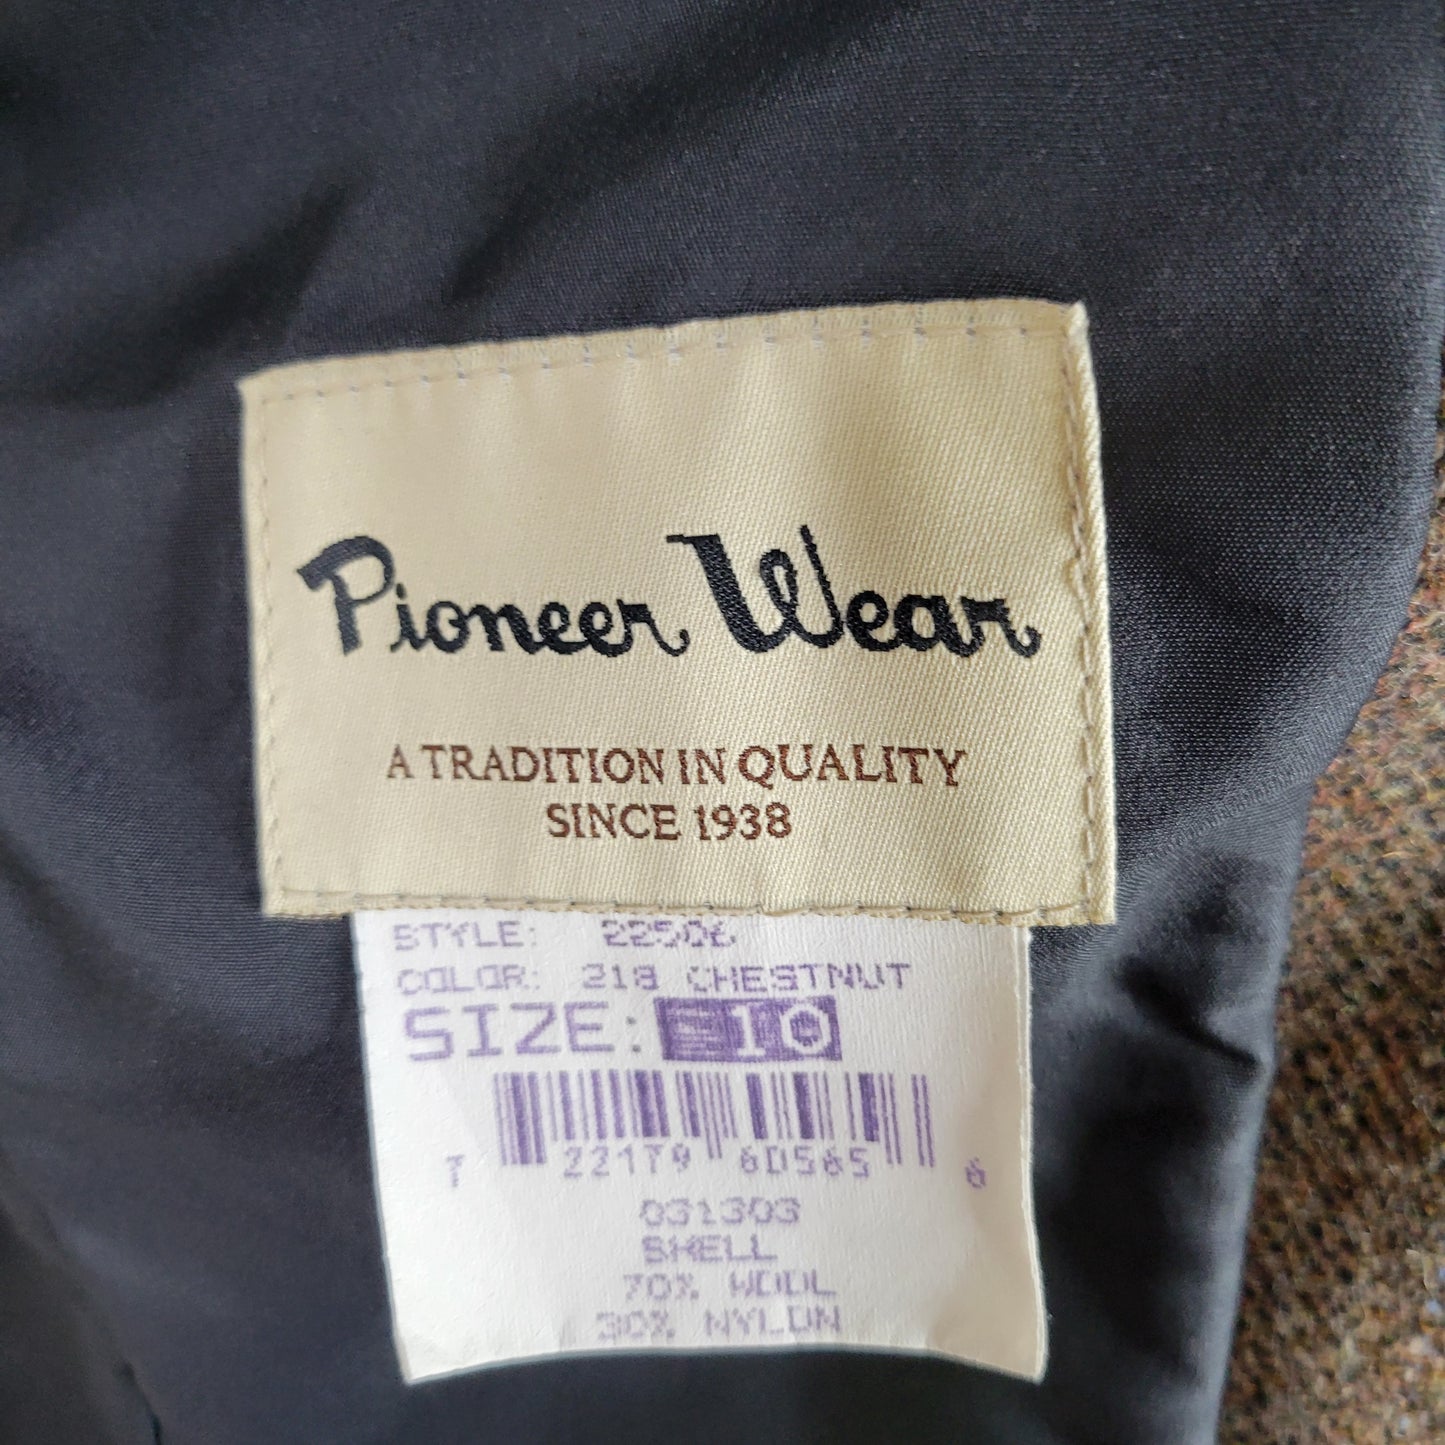 Pioneer Wear
A TRADITION IN QUALITY
SINCE 1938
STYLE: 22506
COLOR: 218 CHESTNUT
SIZE: 10
7 22179 60565 6
031303
SHELL
70% WOOL
30% NYLON